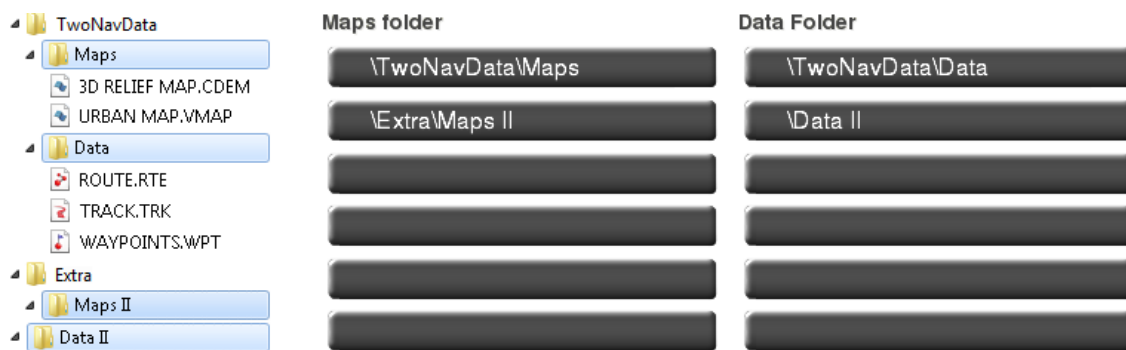 TwoNavData
Maps
3D RELIEF MAP.CDEM
URBAN MAP.VMAP
Data
ROUTE.RTE
TRACK.TRK
WAYPOINTS.WPT
Extra
Maps II
Data II
Maps folder
\TwoNavData\Maps
\Extra\Maps II
Data Folder
\TwoNavData\Data
\Data II